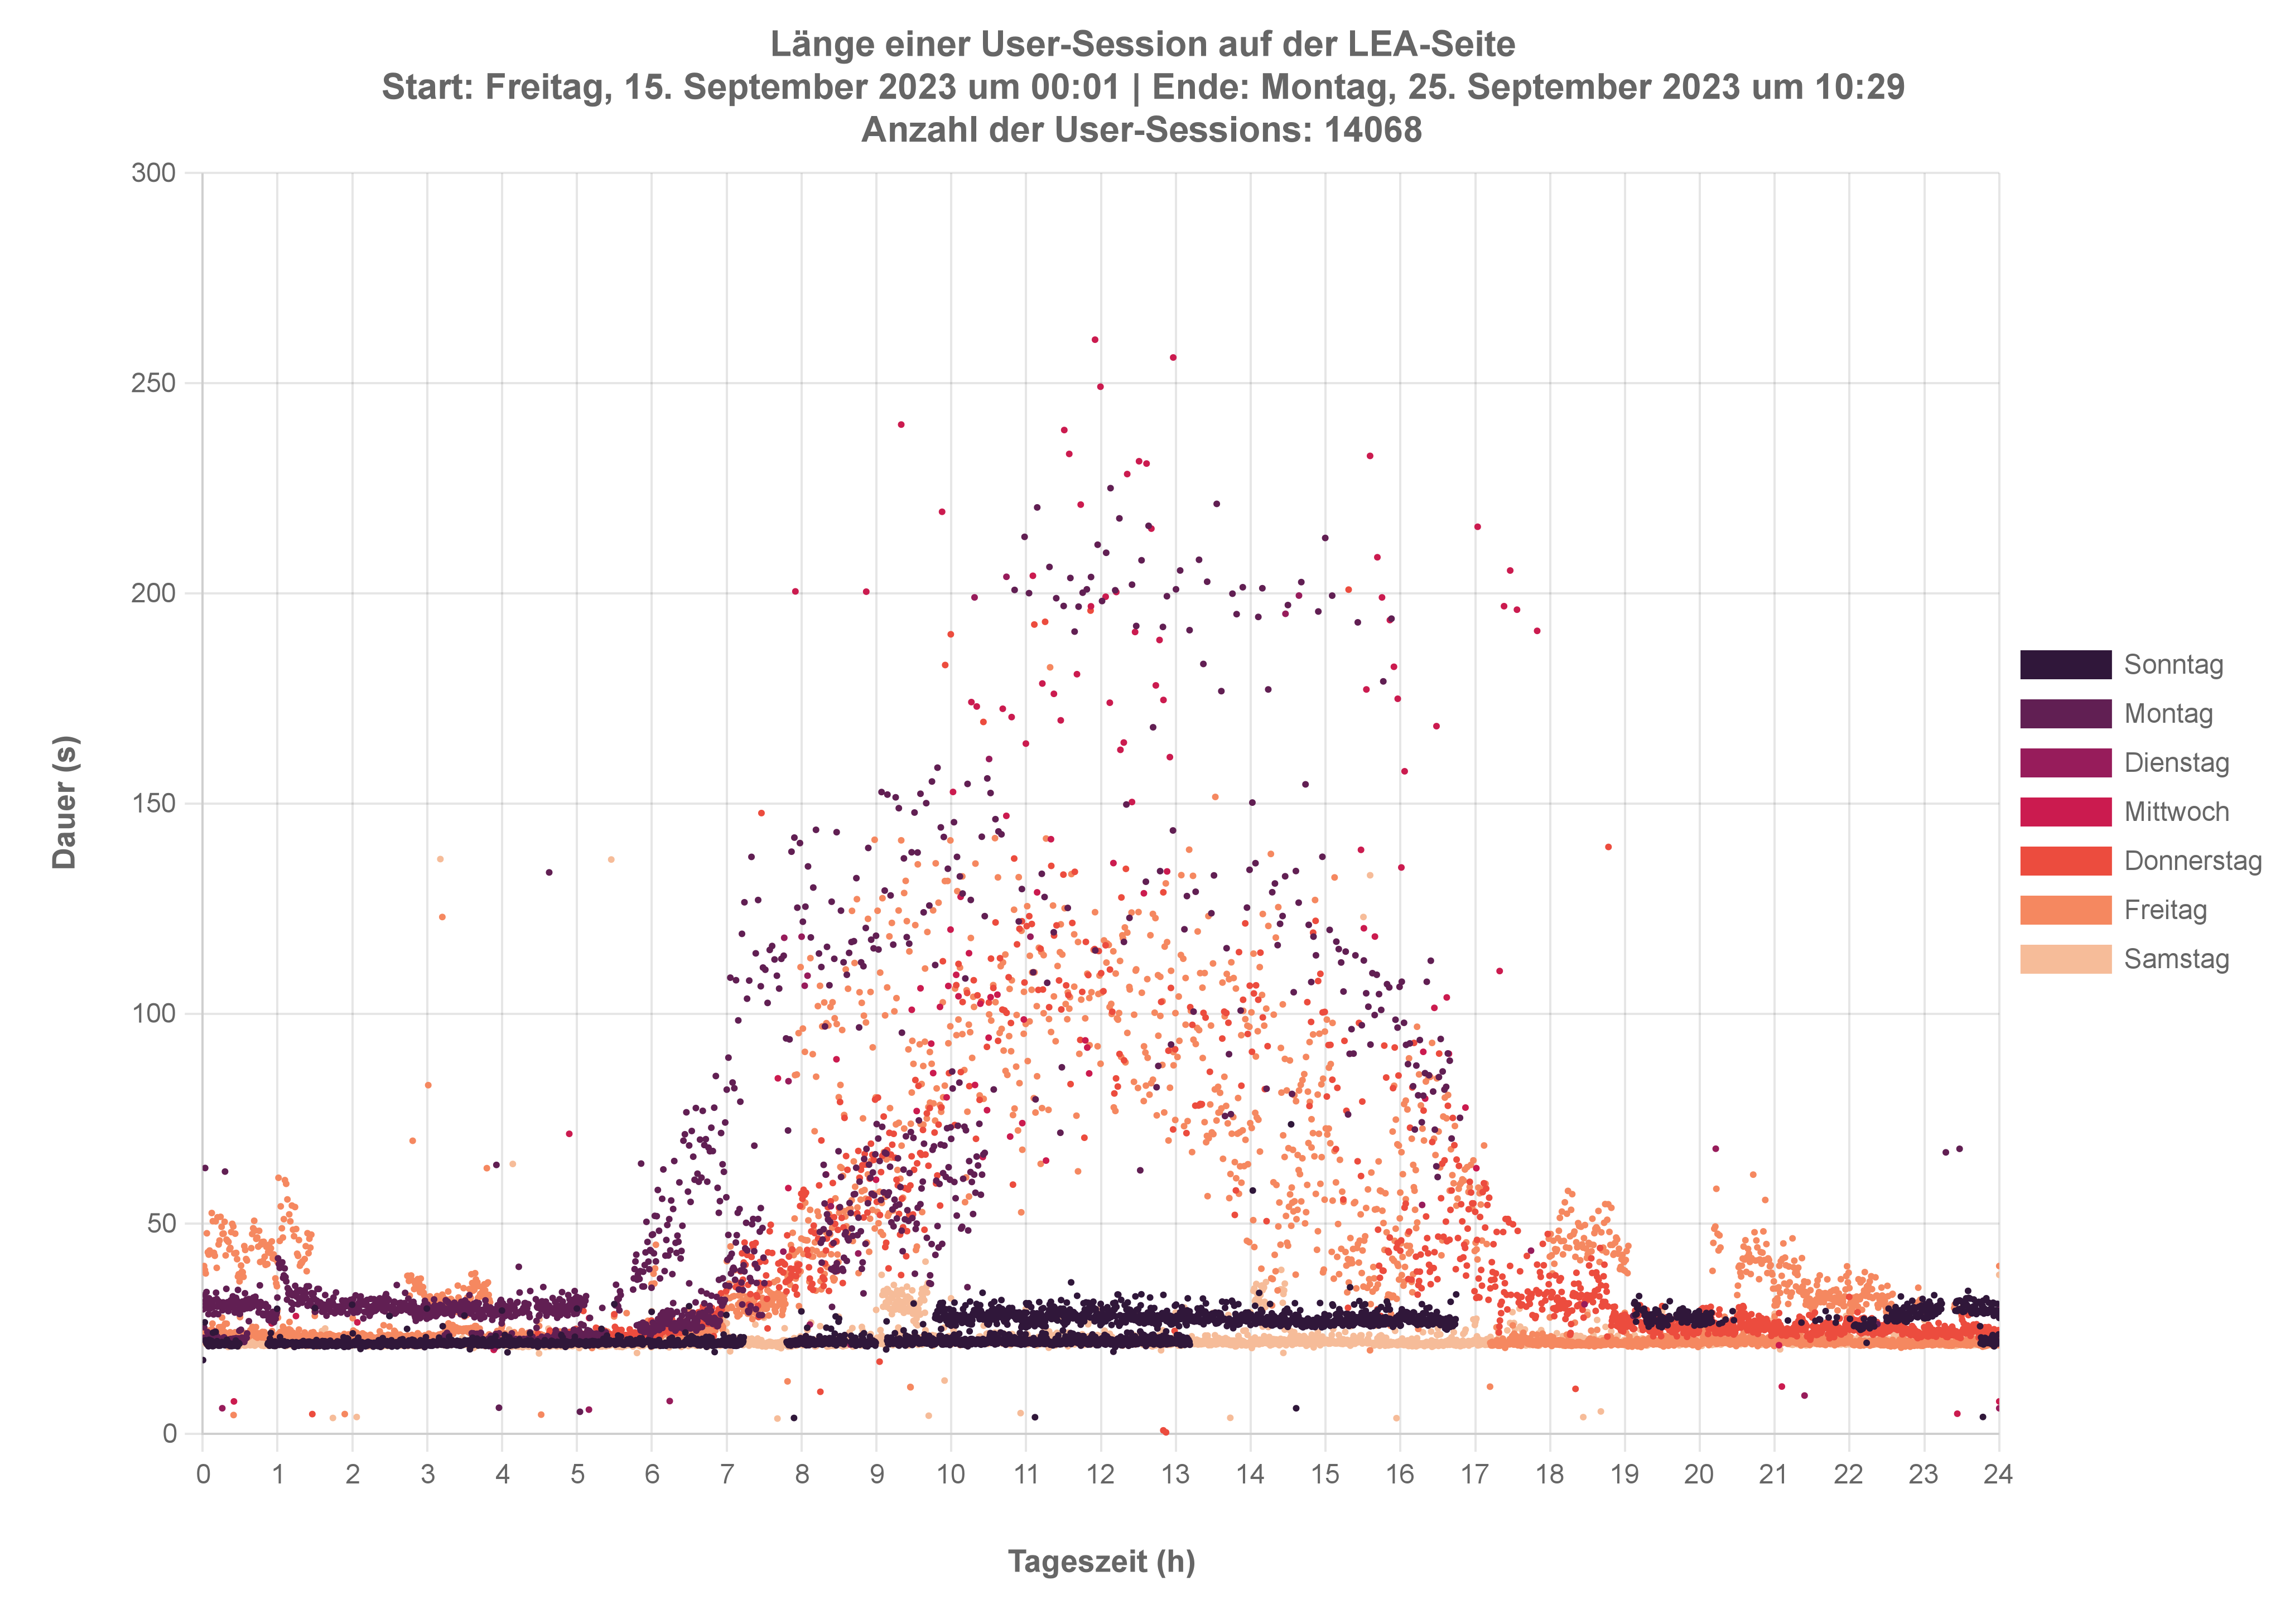 Länge einer User-Session auf der LEA-Seite
Start: Freitag, 15. September 2023 um 00:01 | Ende: Montag, 25. September 2023 um 10:29
Anzahl der User-Sessions: 14068
300
250
200
150
100
50
0
Dauer (s)
0 1 2 3 4 5 6 7 8 9 10 11 12 13 14 15 16 17 18 19 20 21 22 23 24
Tageszeit (h)
Sonntag
Montag
Dienstag
Mittwoch
Donnerstag
Freitag
Samstag